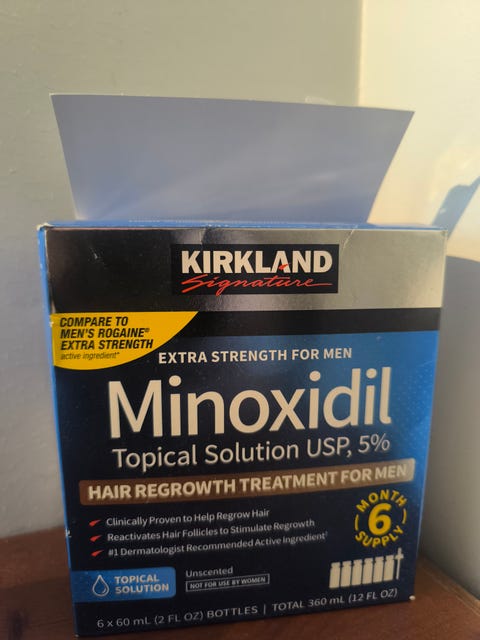 KIRKLAND
Signature
COMPARE TO
MEN'S ROGAINE®
EXTRA STRENGTH
active ingredient*
EXTRA STRENGTH FOR MEN
Minoxidil
Topical Solution USP, 5%
HAIR REGROWTH TREATMENT FOR MEN
Clinically Proven to Help Regrow Hair
Reactivates Hair Follicles to Stimulate Regrowth
#1 Dermatologist Recommended Active Ingredient†
6
MONTH
SUPPLY
TOPICAL
SOLUTION
Unscented
NOT FOR USE BY WOMEN
6 x 60 mL (2 FL OZ) BOTTLES | TOTAL 360 mL (12 FL OZ)